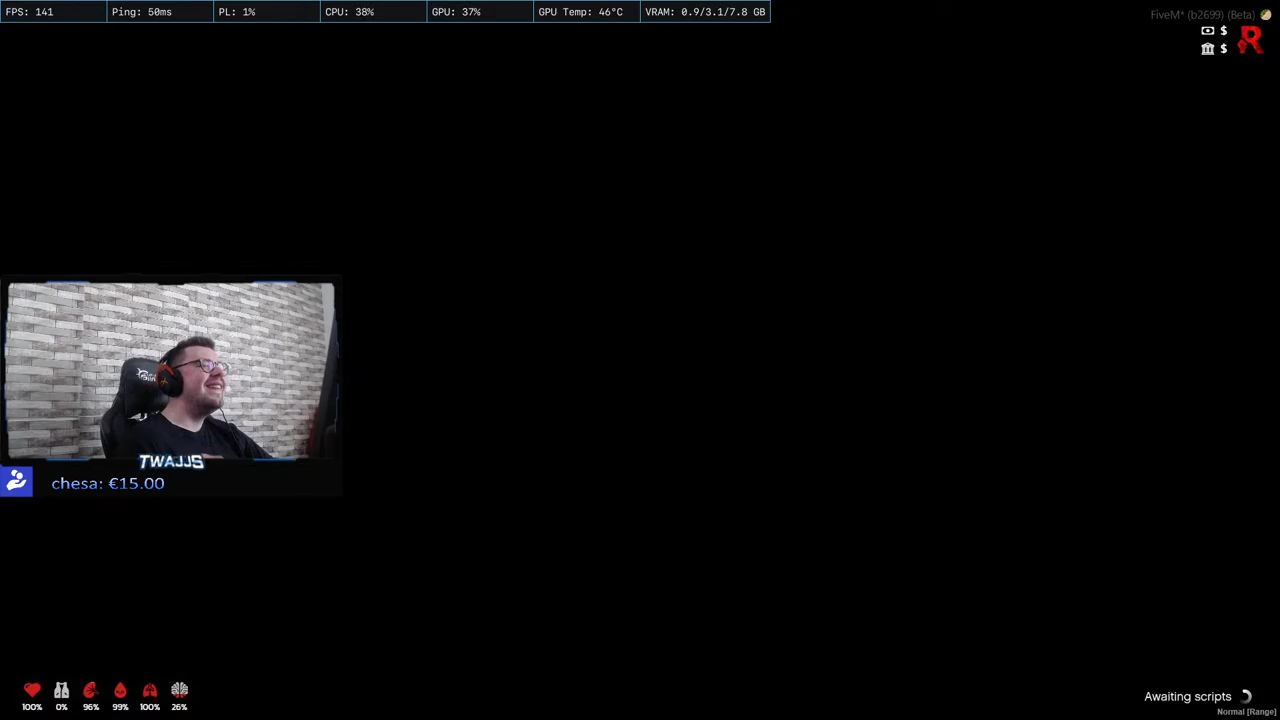 FPS: 141 Ping: 50ms PL: 1% CPU: 38% GPU: 37% GPU Temp: 46°C VRAM: 0.9/3.1/7.8 GB
FiveM* (b2699) (Beta)
$
R
$
TWAJJS
chesa: €15.00
100% 0% 96% 99% 100% 26%
Awaiting scripts
Normal [Range]